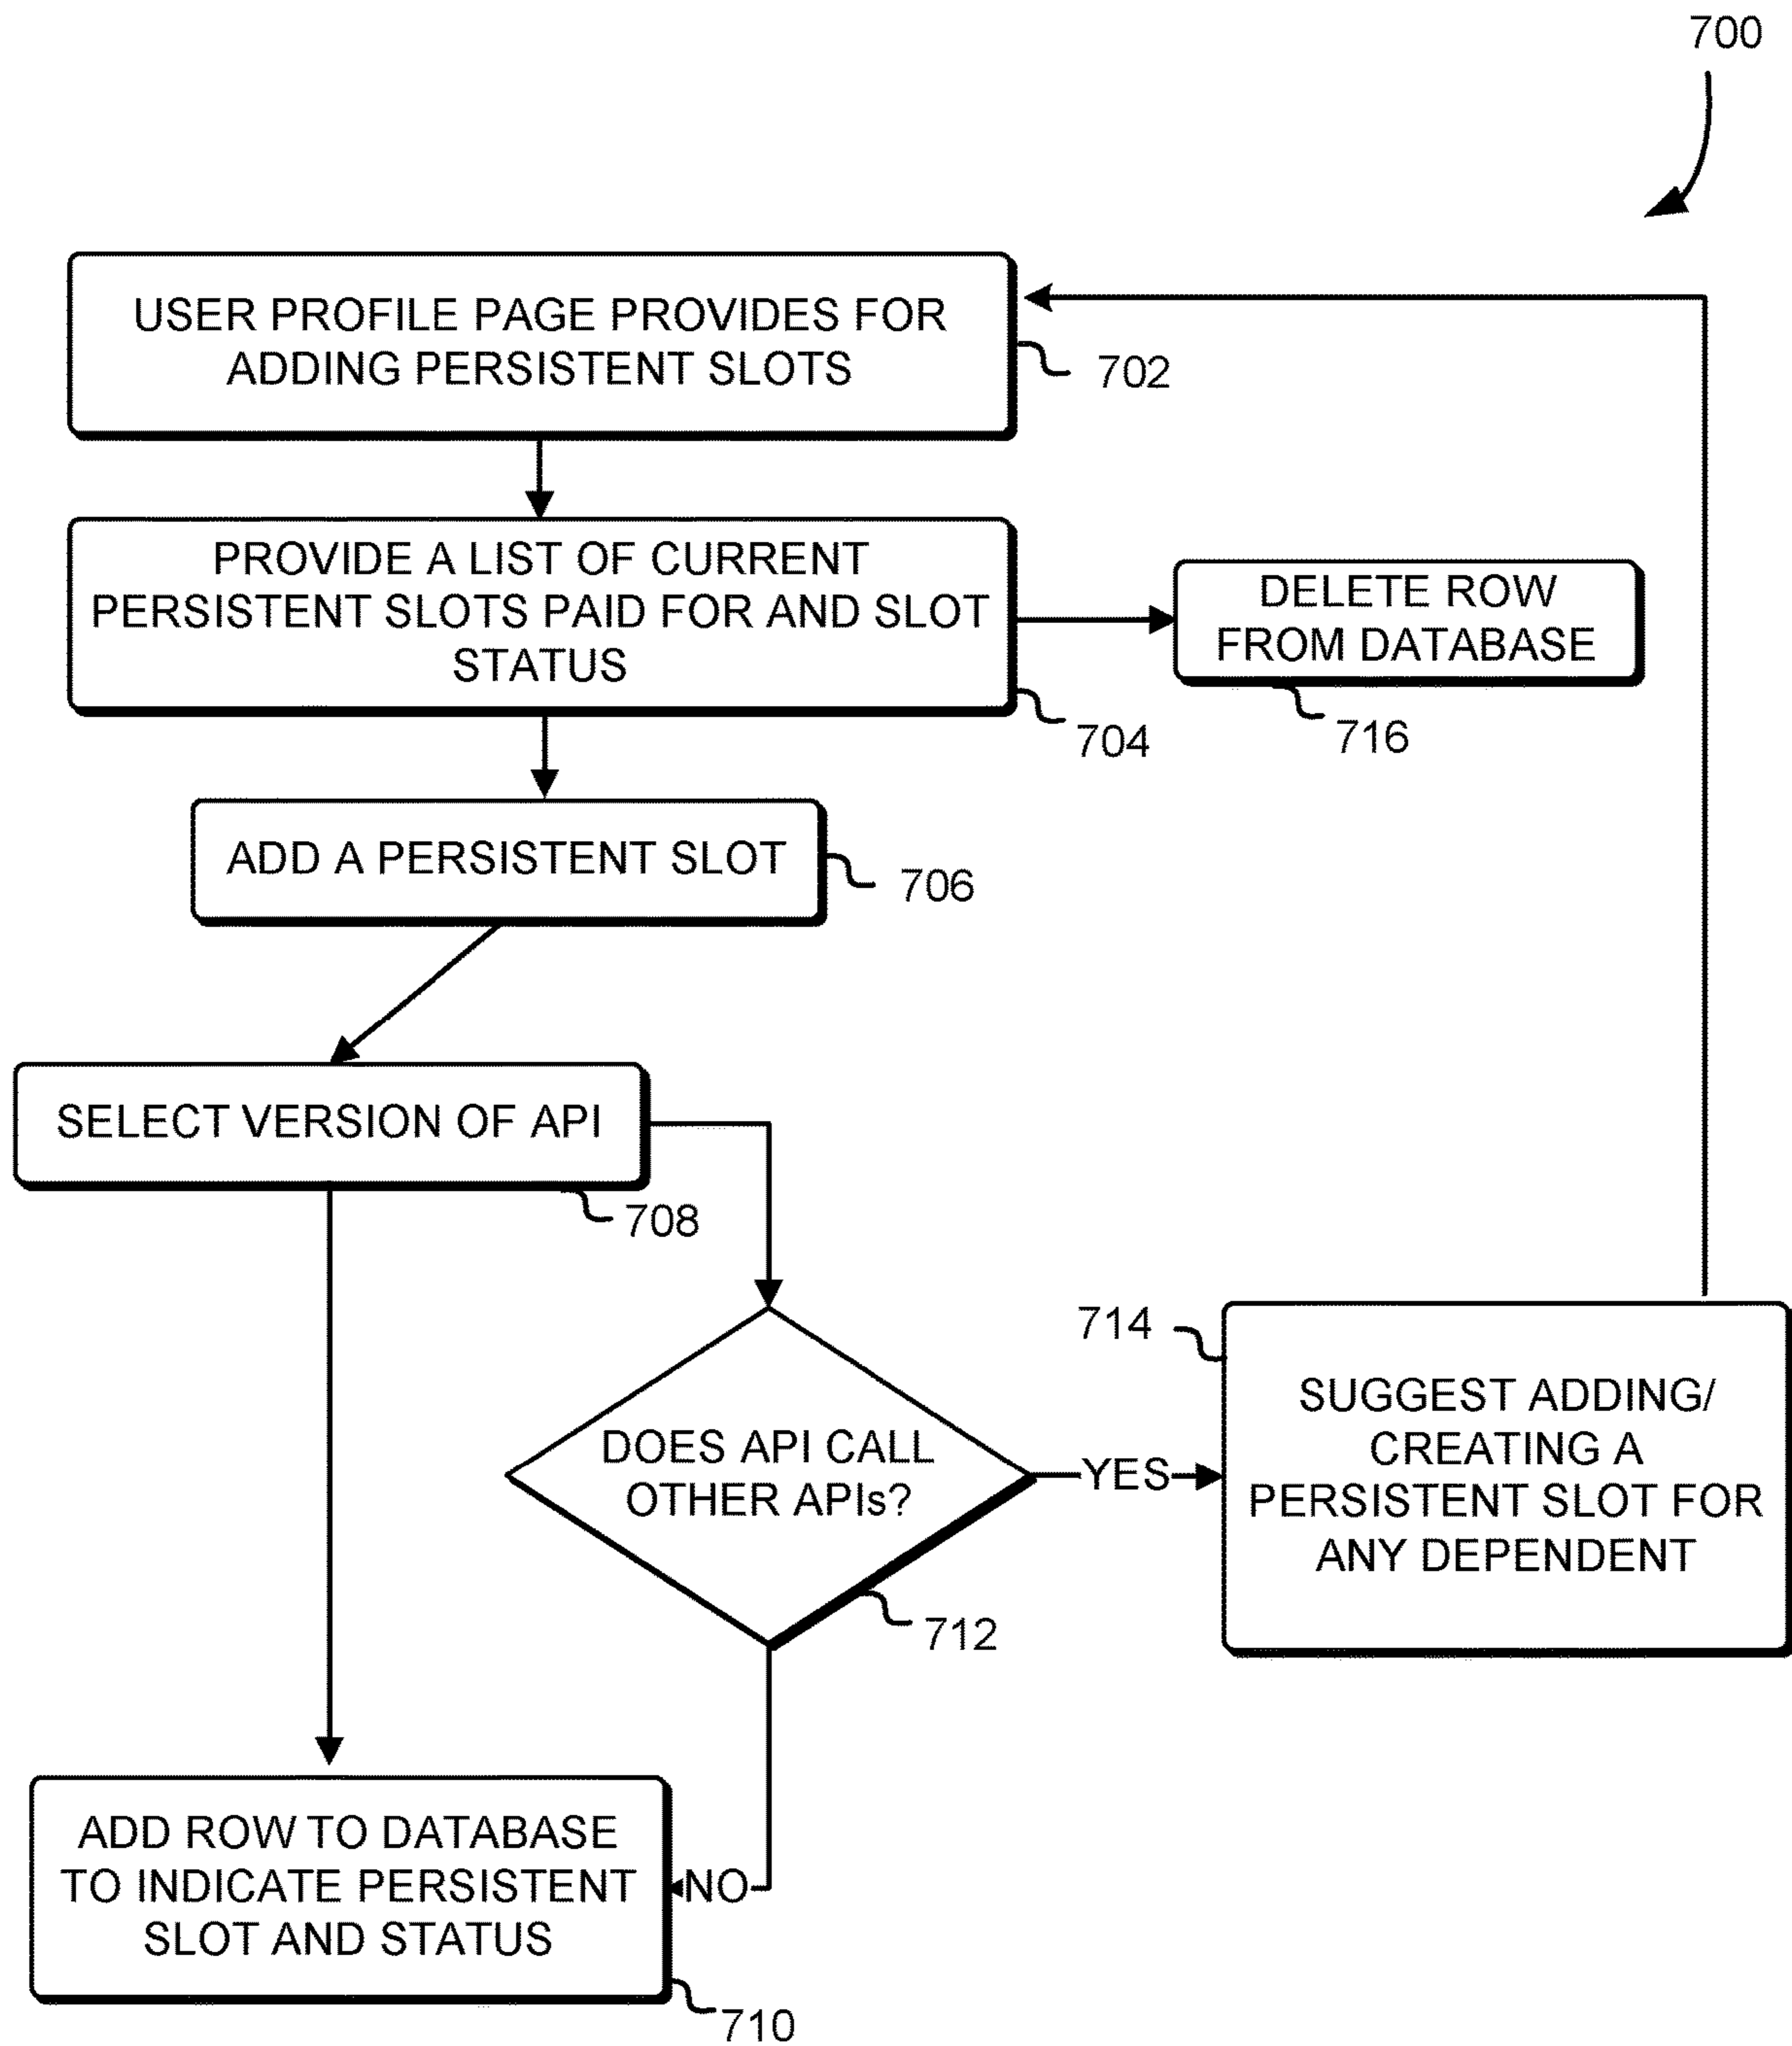 700
USER PROFILE PAGE PROVIDES FOR
ADDING PERSISTENT SLOTS
702
PROVIDE A LIST OF CURRENT
PERSISTENT SLOTS PAID FOR AND SLOT
STATUS
704
DELETE ROW
FROM DATABASE
716
ADD A PERSISTENT SLOT
706
SELECT VERSION OF API
708
DOES API CALL
OTHER APIs?
712
YES
714
SUGGEST ADDING/
CREATING A
PERSISTENT SLOT FOR
ANY DEPENDENT
NO
ADD ROW TO DATABASE
TO INDICATE PERSISTENT
SLOT AND STATUS
710